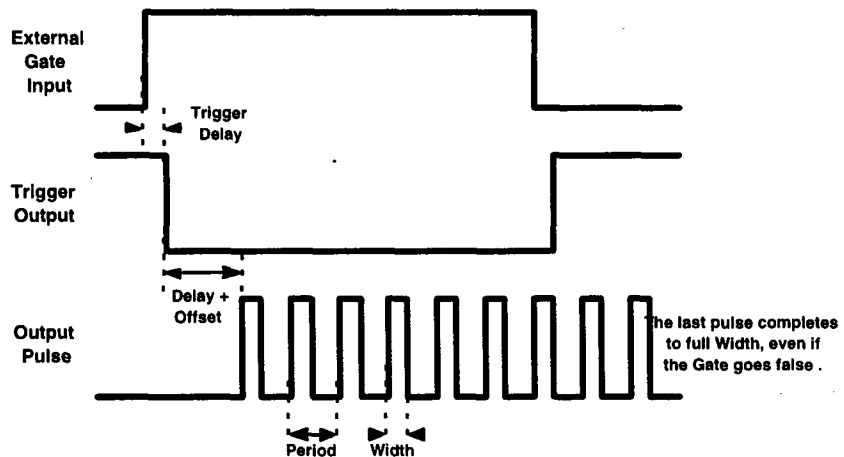 External
Gate
Input
Trigger
Delay
Trigger
Output
Delay +
Offset
Output
Pulse
The last pulse completes
to full Width, even if
the Gate goes false .
Period
Width